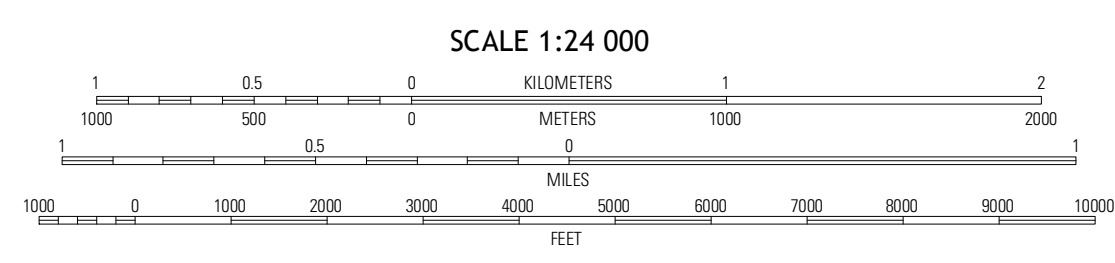 SCALE 1:24 000
1 0.5 0 KILOMETERS 1 2
1000 500 0 METERS 1000 2000
1 0.5 0 1
MILES
1000 0 1000 2000 3000 4000 5000 6000 7000 8000 9000 10000
FEET